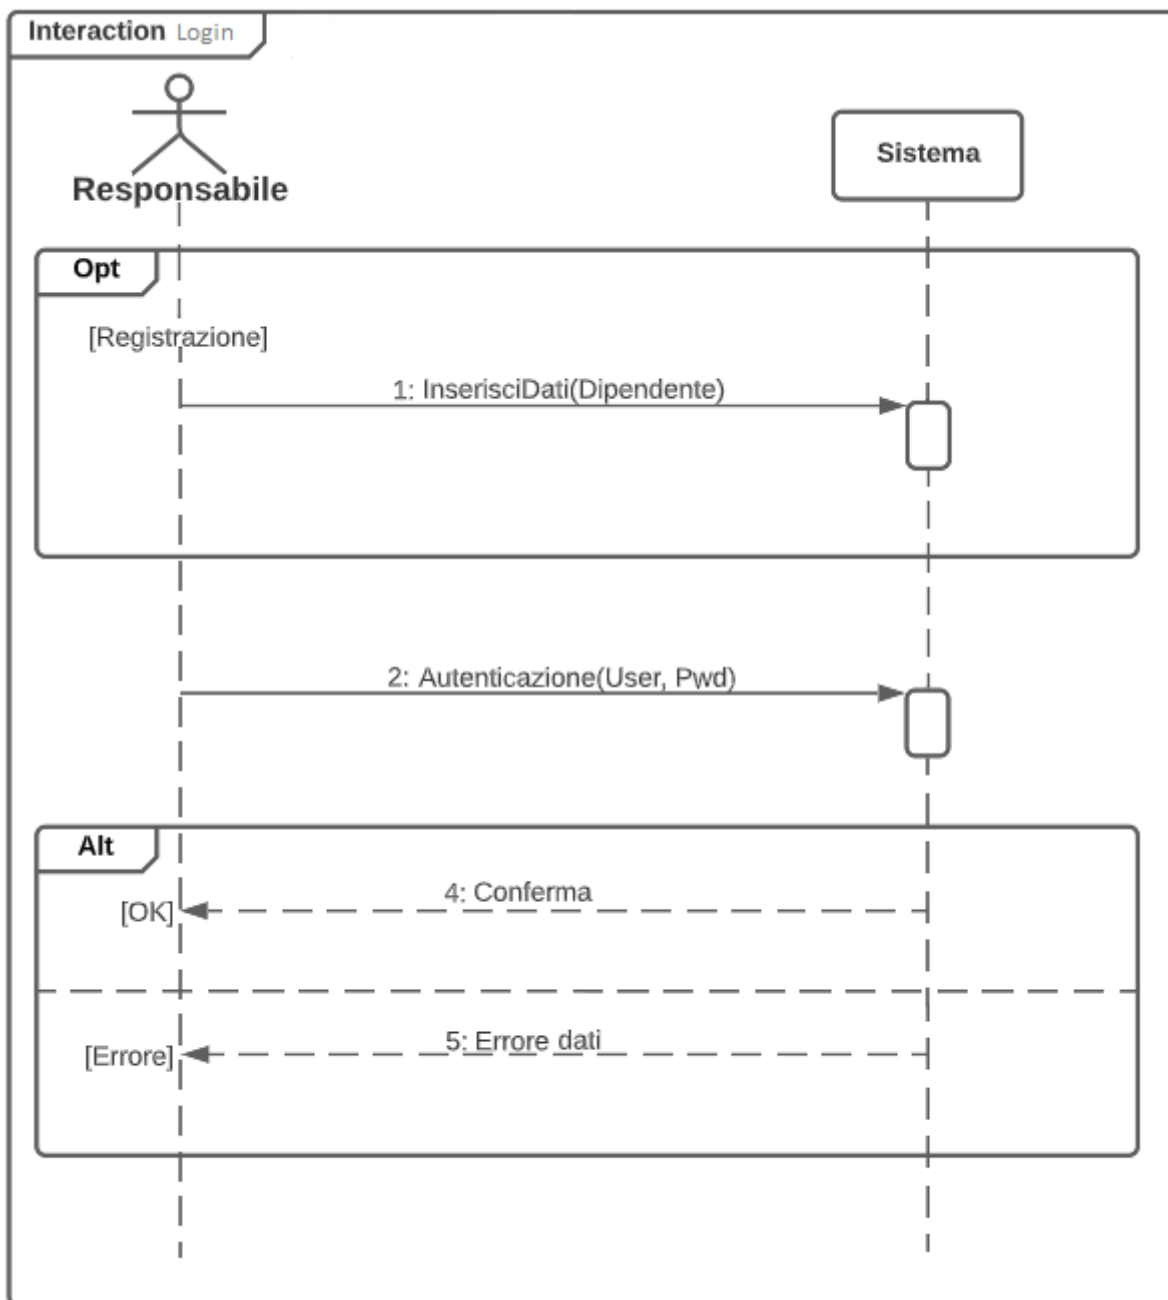 Interaction Login
Responsabile
Sistema
Opt
[Registrazione]
1: InserisciDati(Dipendente)
2: Autenticazione(User, Pwd)
Alt
4: Conferma
[OK]
5: Errore dati
[Errore]